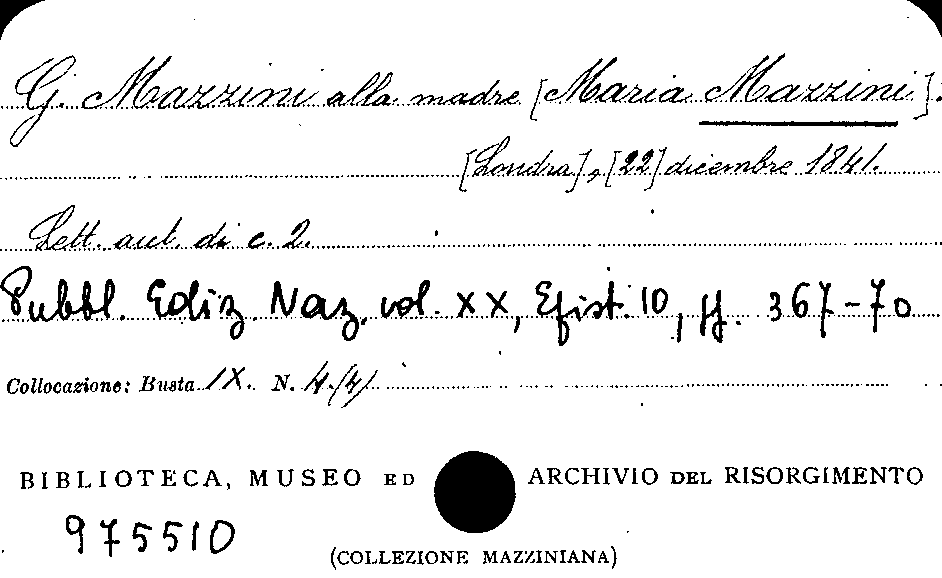 G. Mazzini alla madre [Maria Mazzini].
[Londra], [22] dicembre 1841.
Lett. aut. di c. 2.
Pubbl. Ediz. Naz. vol. XX, Epist. 10, pp. 367-70
Collocazione: Busta IX. N. 4/4/
BIBLIOTECA, MUSEO ED ARCHIVIO DEL RISORGIMENTO
975510
(COLLEZIONE MAZZINIANA)